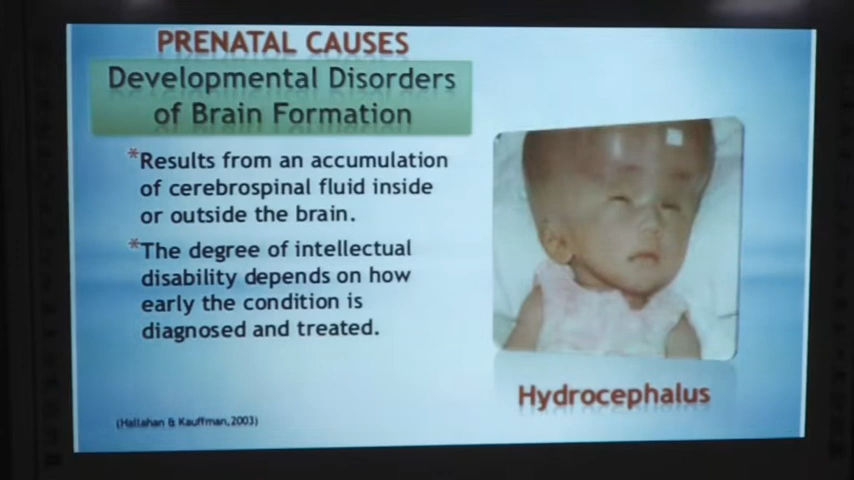 PRENATAL CAUSES
Developmental Disorders
of Brain Formation
*Results from an accumulation
of cerebrospinal fluid inside
or outside the brain.
*The degree of intellectual
disability depends on how
early the condition is
diagnosed and treated.
Hydrocephalus
(Hallahan & Kauffman,2003)